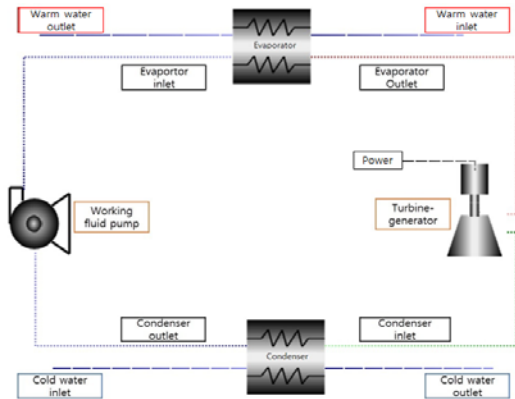 Warm water
outlet
Warm water
inlet
Evaporator
Evaportor
inlet
Evaporator
Outlet
Power
Working
fluid pump
Turbine-
generator
Condenser
outlet
Condenser
inlet
Condenser
Cold water
inlet
Cold water
outlet